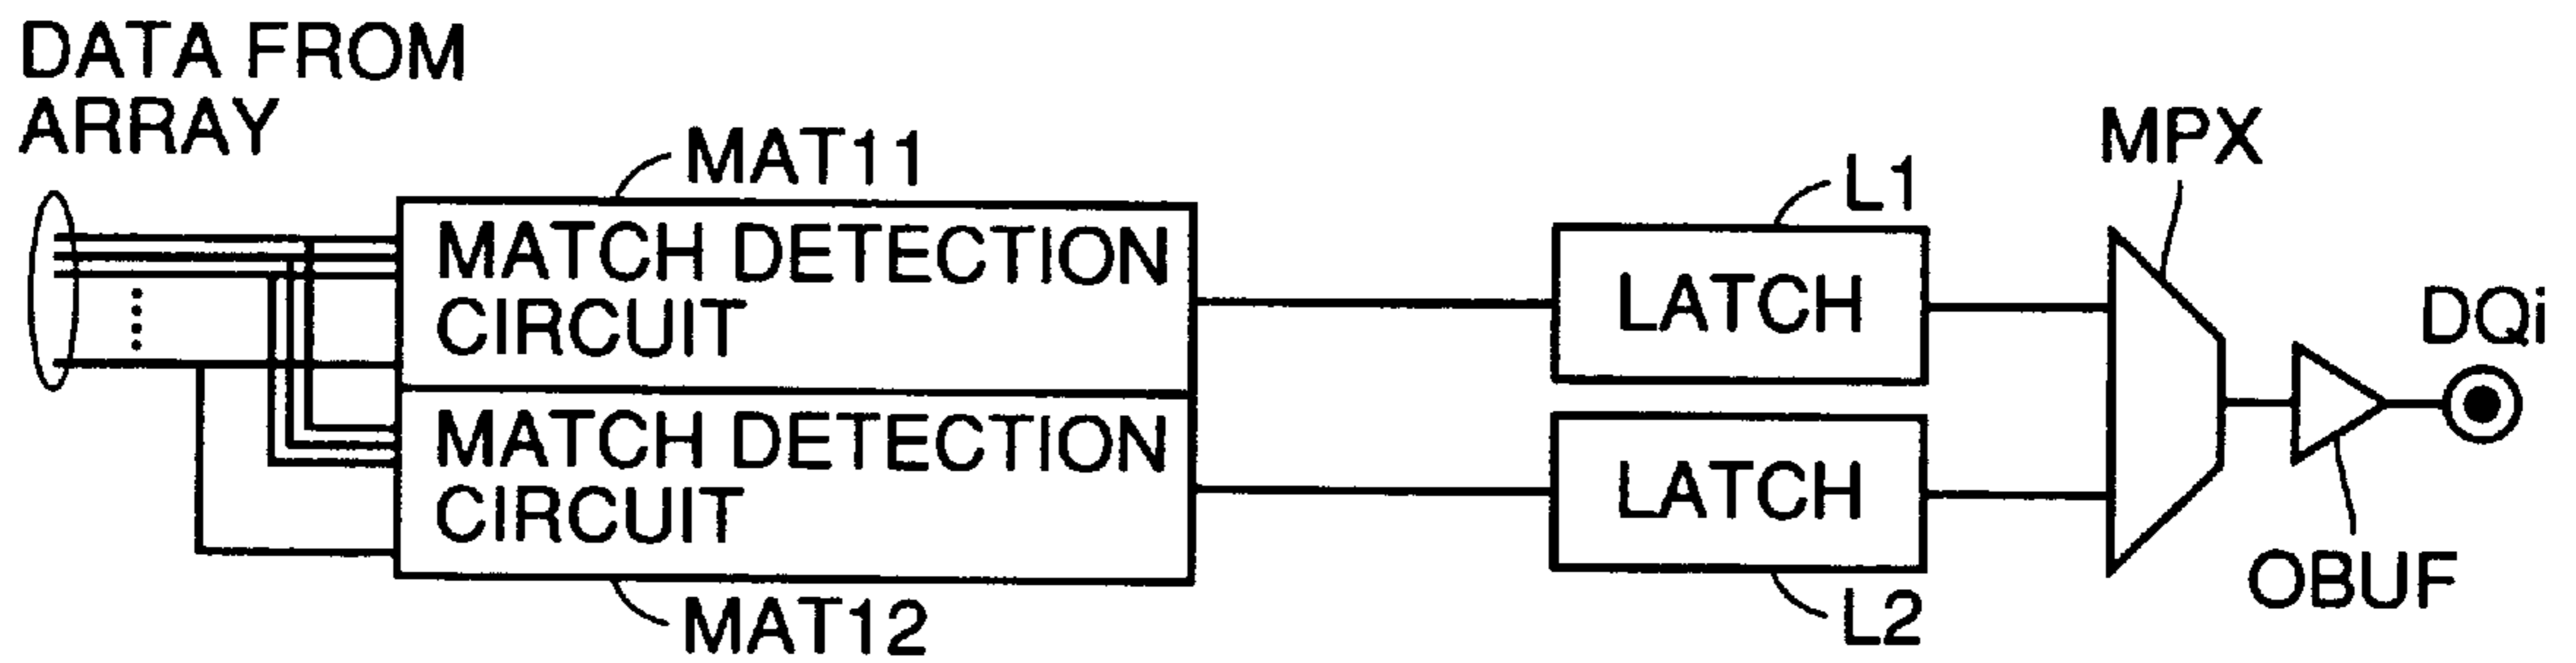 DATA FROM
ARRAY
MAT11
MATCH DETECTION
CIRCUIT
MATCH DETECTION
CIRCUIT
MAT12
L1
LATCH
LATCH
L2
MPX
OBUF
DQi